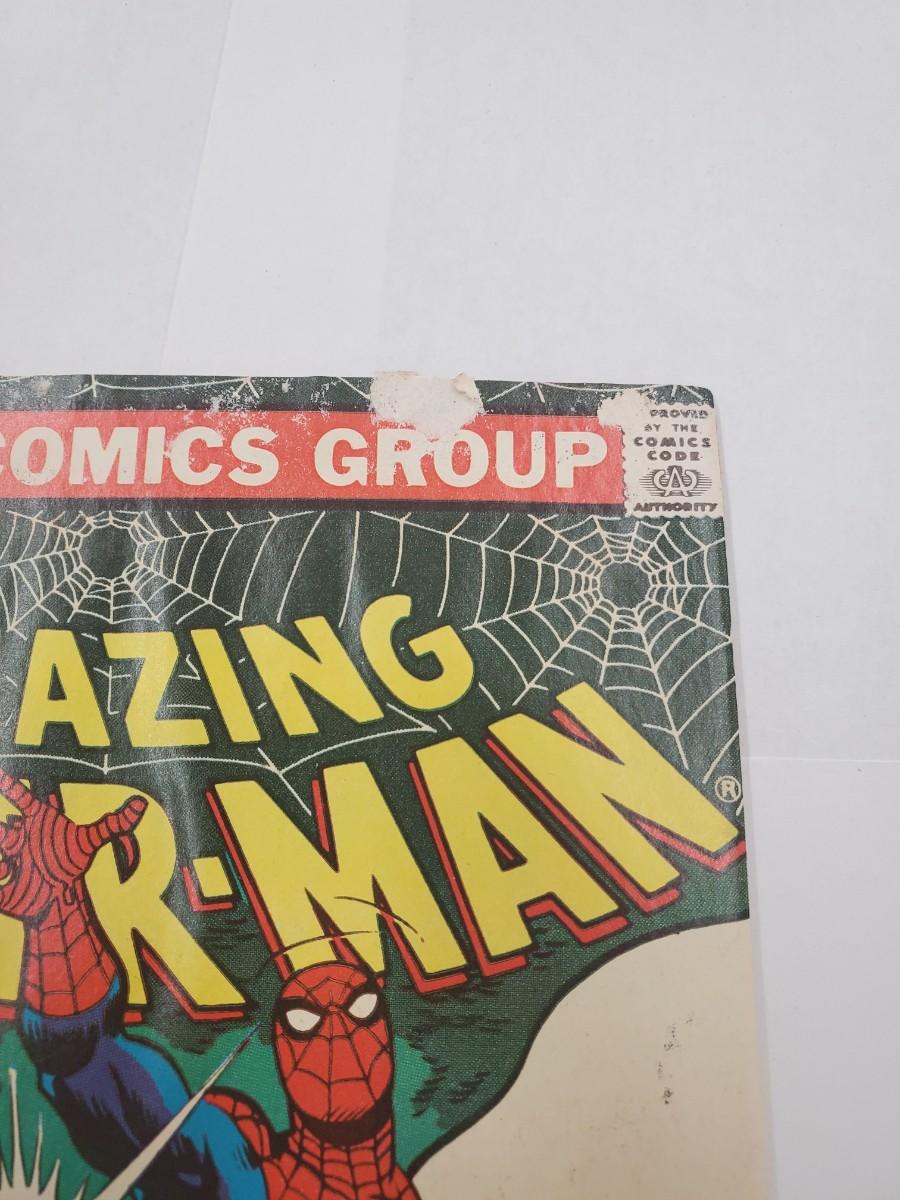 COMICS GROUP
PROVED
BY THE
COMICS
CODE
AUTHORITY
AZING
R-MAN
®